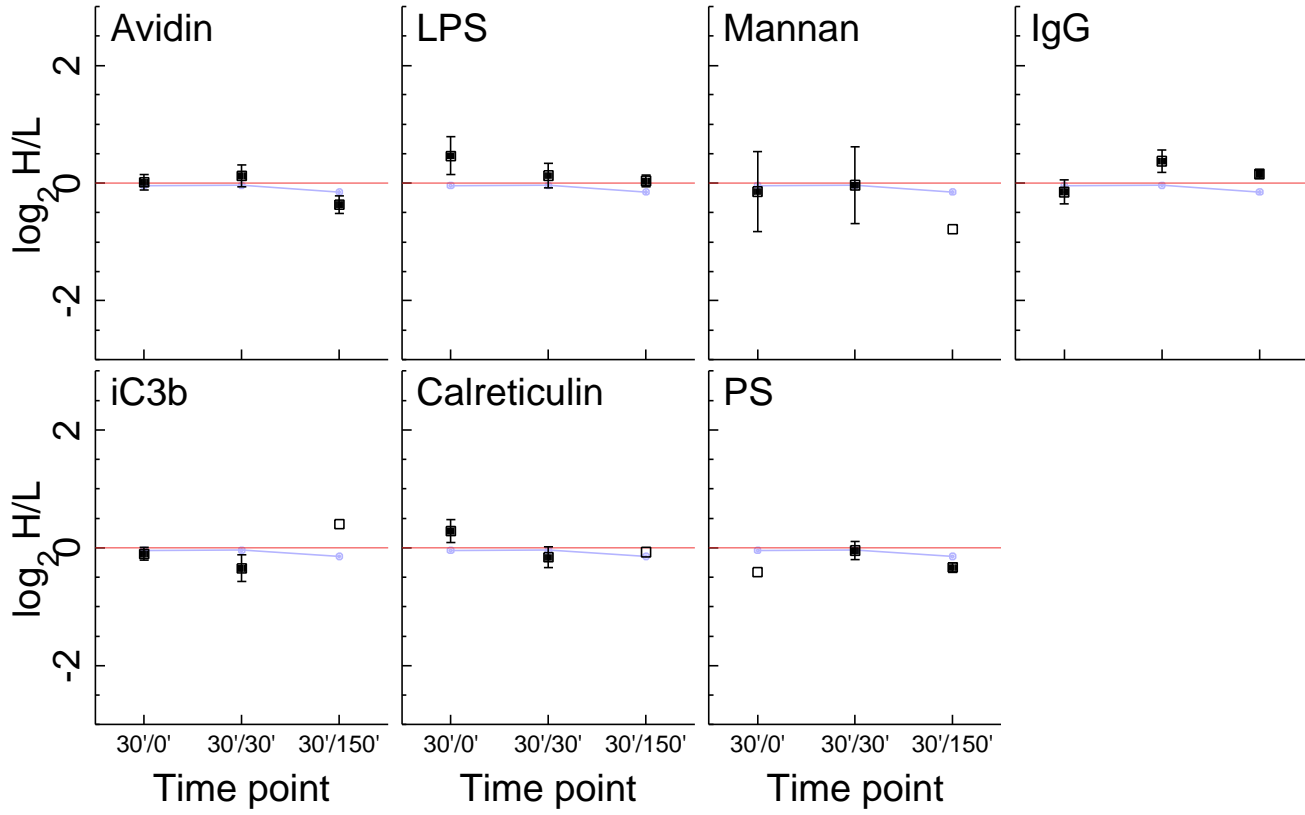 Avidin LPS Mannan IgG
2
0
-2
log2 H/L
iC3b Calreticulin PS
2
0
-2
log2 H/L
30'/0' 30'/30' 30'/150' 30'/0' 30'/30' 30'/150' 30'/0' 30'/30' 30'/150'
Time point Time point Time point